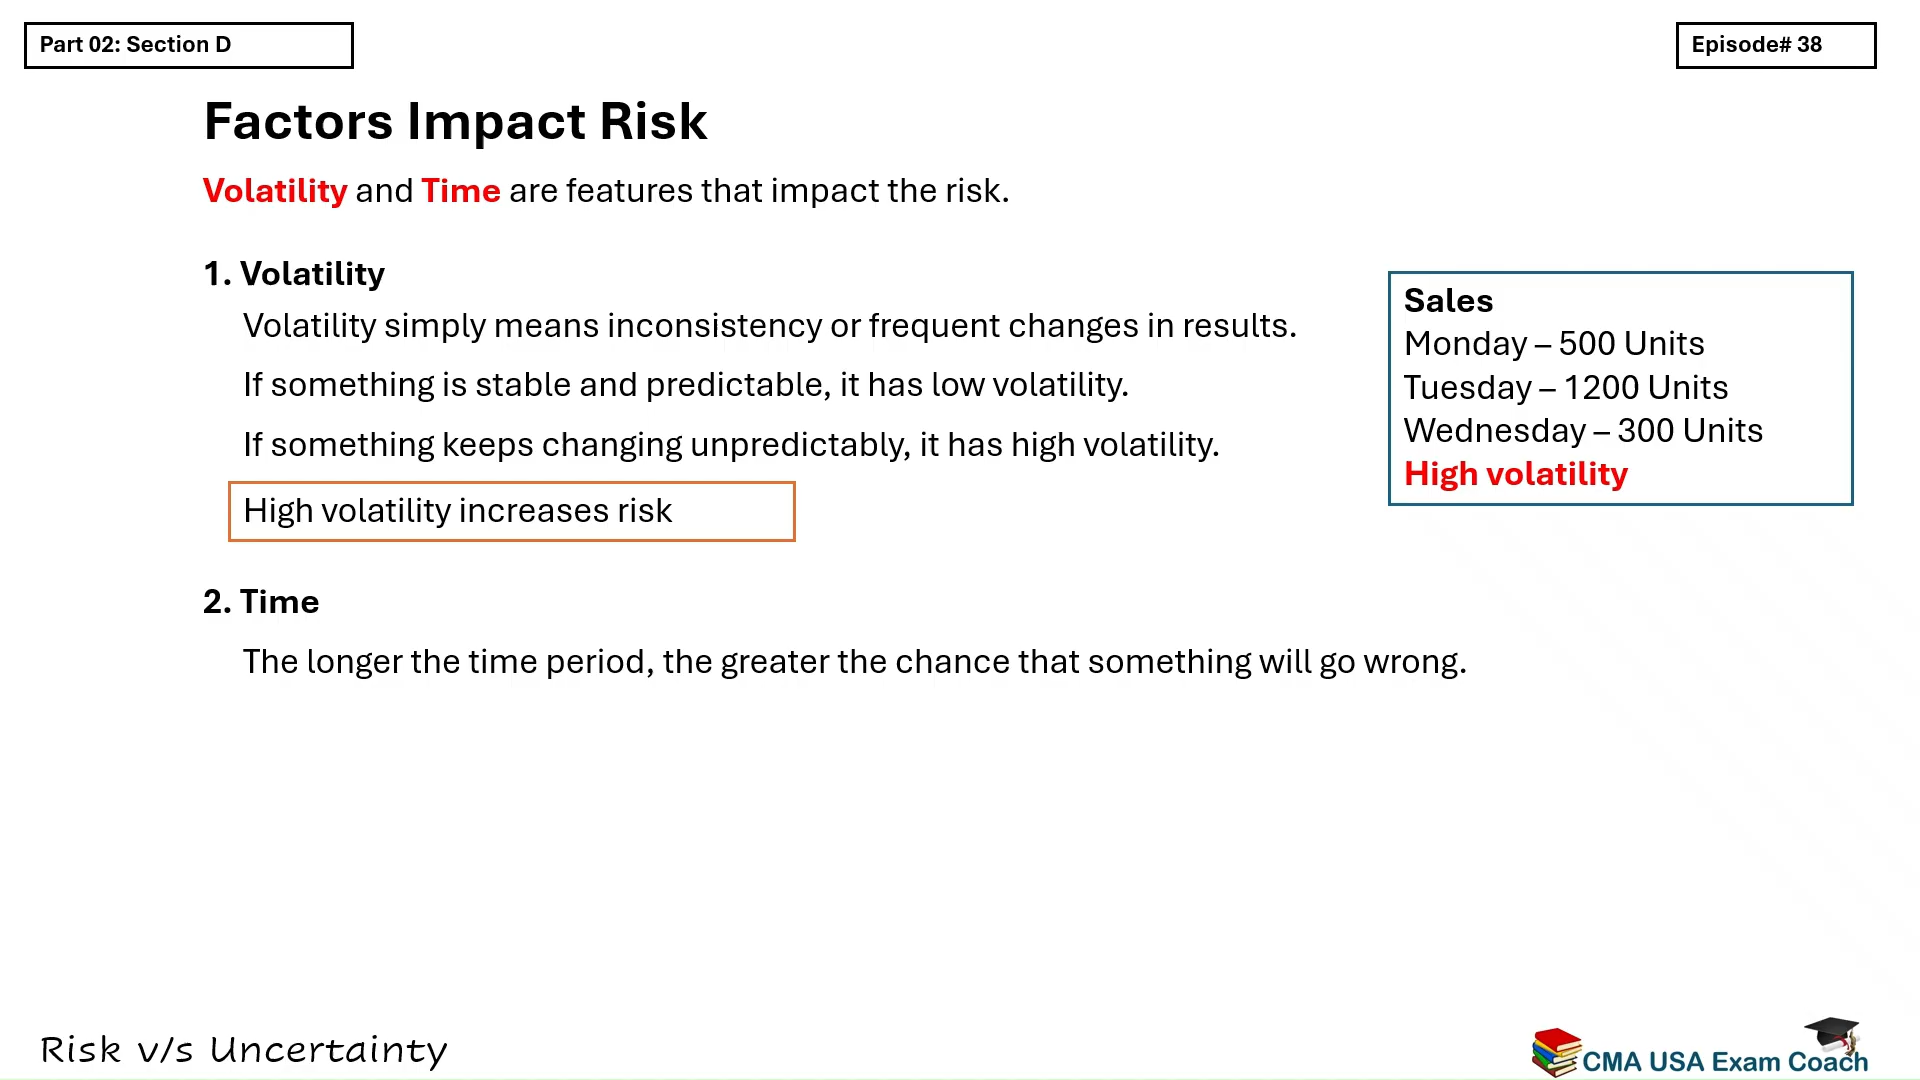 Part 02: Section D
Episode# 38
Factors Impact Risk
Volatility and Time are features that impact the risk.
1. Volatility
Volatility simply means inconsistency or frequent changes in results.
If something is stable and predictable, it has low volatility.
If something keeps changing unpredictably, it has high volatility.
High volatility increases risk
Sales
Monday – 500 Units
Tuesday – 1200 Units
Wednesday – 300 Units
High volatility
2. Time
The longer the time period, the greater the chance that something will go wrong.
Risk v/s Uncertainty
CMA USA Exam Coach